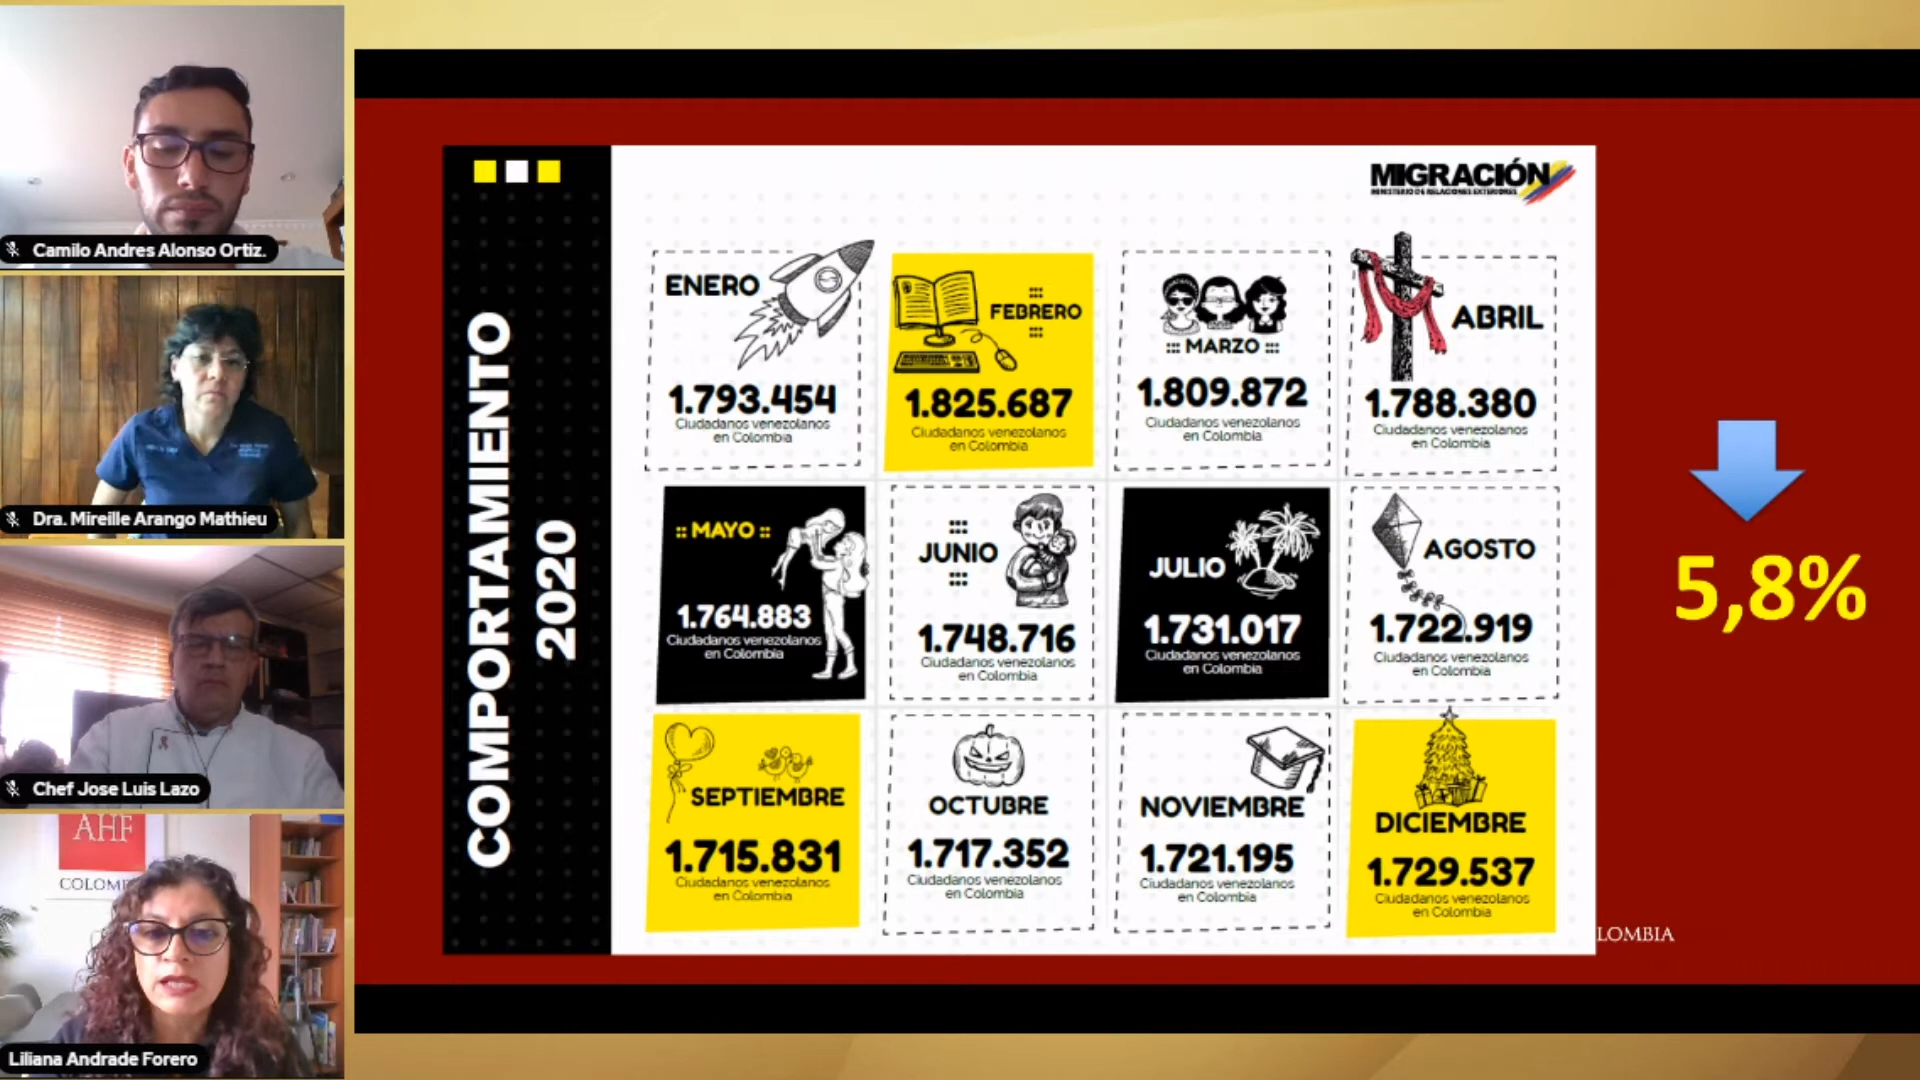 Camilo Andres Alonso Ortiz.
Dra. Mireille Arango Mathieu
Chef Jose Luis Lazo
AHF
COLOM
Liliana Andrade Forero
COMPORTAMIENTO
2020
MIGRACIÓN
MINISTERIO DE RELACIONES EXTERIORES
ENERO
1.793.454
Ciudadanos venezolanos
en Colombia
::: FEBRERO :::
1.825.687
Ciudadanos venezolanos
en Colombia
::: MARZO :::
1.809.872
Ciudadanos venezolanos
en Colombia
ABRIL
1.788.380
Ciudadanos venezolanos
en Colombia
:: MAYO ::
1.764.883
Ciudadanos venezolanos
en Colombia
::: JUNIO :::
1.748.716
Ciudadanos venezolanos
en Colombia
JULIO
1.731.017
Ciudadanos venezolanos
en Colombia
AGOSTO
1.722.919
Ciudadanos venezolanos
en Colombia
SEPTIEMBRE
1.715.831
Ciudadanos venezolanos
en Colombia
OCTUBRE
1.717.352
Ciudadanos venezolanos
en Colombia
NOVIEMBRE
1.721.195
Ciudadanos venezolanos
en Colombia
DICIEMBRE
1.729.537
Ciudadanos venezolanos
en Colombia
5,8%
LOMBIA